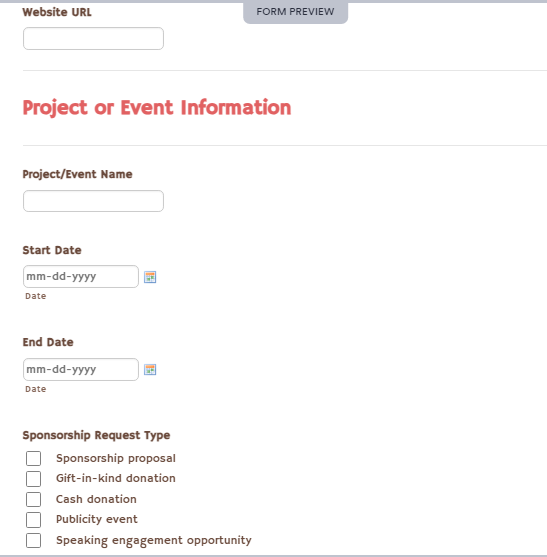 FORM PREVIEW
Website URL
Project or Event Information
Project/Event Name
Start Date
mm-dd-yyyy
Date
End Date
mm-dd-yyyy
Date
Sponsorship Request Type
Sponsorship proposal
Gift-in-kind donation
Cash donation
Publicity event
Speaking engagement opportunity